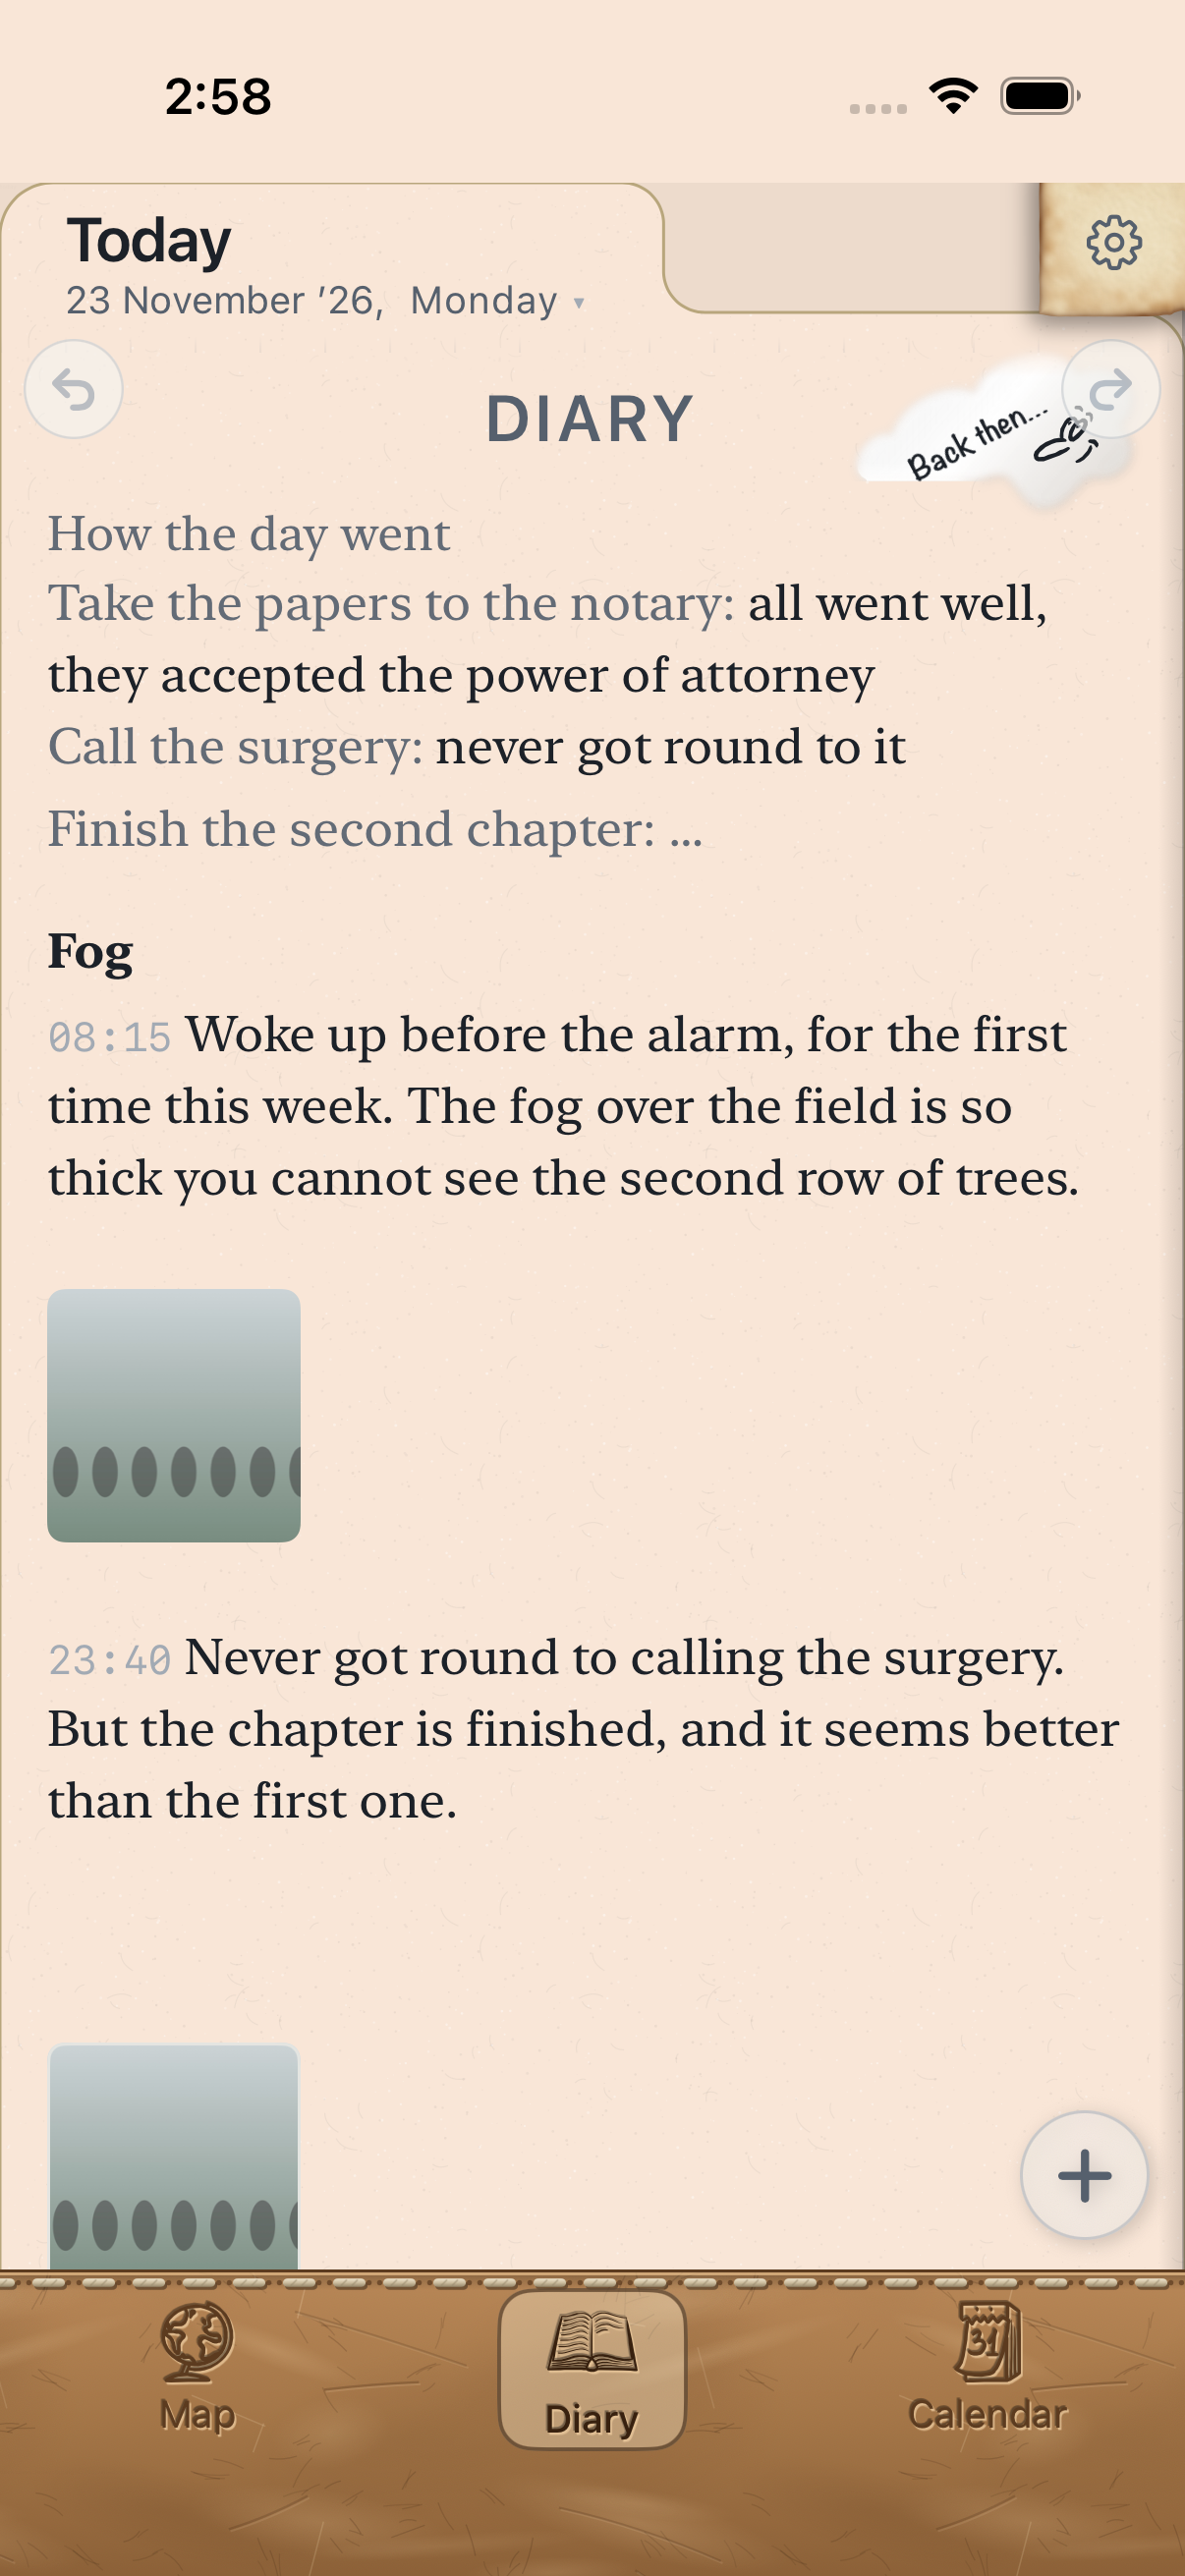 2:58
Today
23 November ’26, Monday ▾
DIARY
Back then...
How the day went
Take the papers to the notary: all went well,
they accepted the power of attorney
Call the surgery: never got round to it
Finish the second chapter: ...
Fog
08:15 Woke up before the alarm, for the first
time this week. The fog over the field is so
thick you cannot see the second row of trees.
23:40 Never got round to calling the surgery.
But the chapter is finished, and it seems better
than the first one.
31
Map
Diary
Calendar